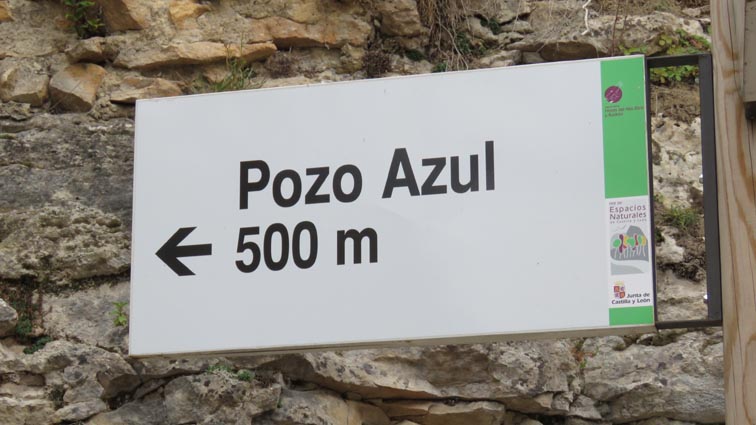 Pozo Azul
500 m
Espacios
Naturales
Junta de
Castilla y León